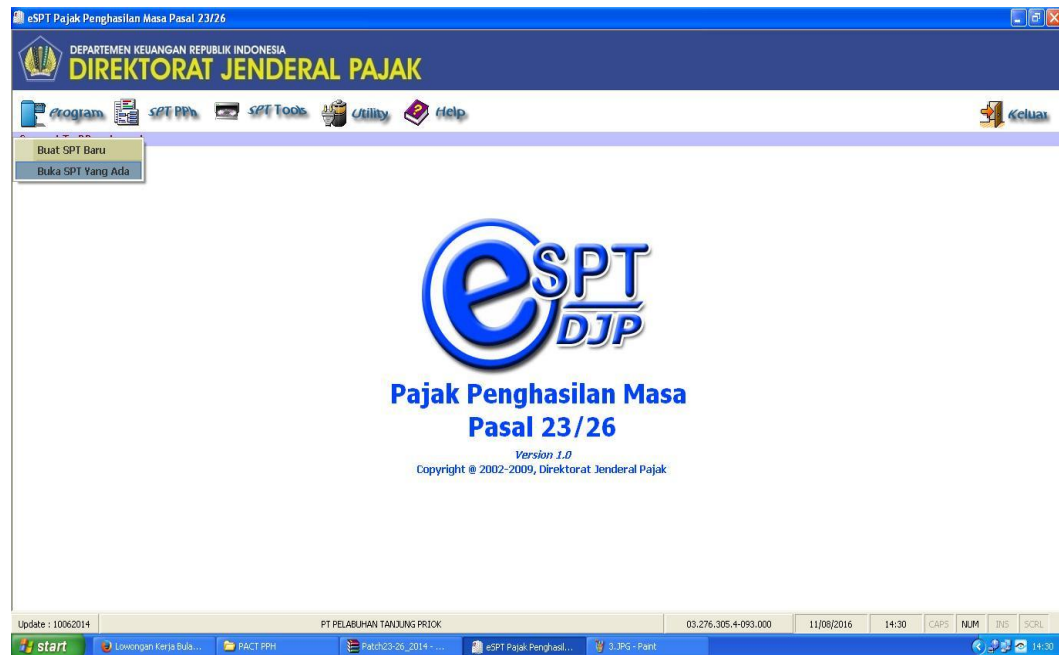 eSPT Pajak Penghasilan Masa Pasal 23/26
DEPARTEMEN KEUANGAN REPUBLIK INDONESIA
DIREKTORAT JENDERAL PAJAK
Program SPT PPh SPT Tools Utility Help Keluar
Buat SPT Baru
Buka SPT Yang Ada
eSPT
DJP
Pajak Penghasilan Masa
Pasal 23/26
Version 1.0
Copyright @ 2002-2009, Direktorat Jenderal Pajak
Update : 10062014 PT PELABUHAN TANJUNG PRIOK 03.276.305.4-093.000 11/08/2016 14:30 CAPS NUM INS SCRL
start Lowongan Kerja Bula... PACT PPH Patch23-26_2014 - ... eSPT Pajak Penghasil... 3.JPG - Paint 14:30